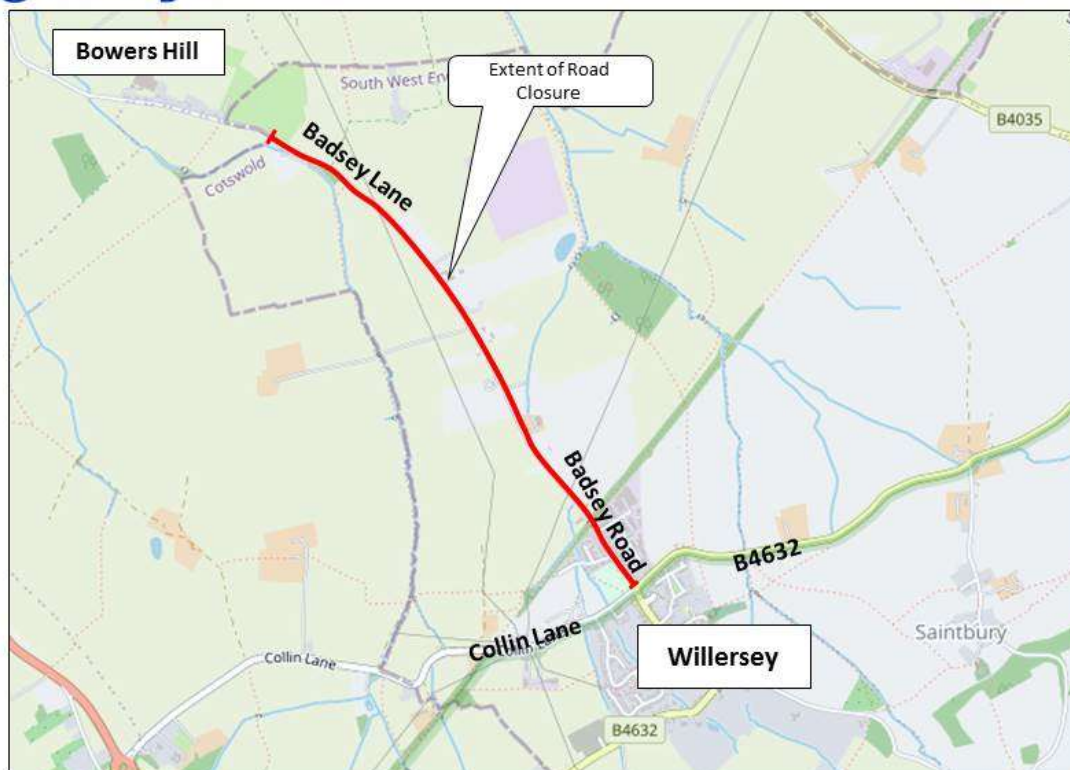 Bowers Hill
South West En
Extent of Road
Closure
B4035
Badsey Lane
Cotswold
Badsey Road
B4632
Collin Lane
Collin Lane
Willersey
Saintbury
B4632